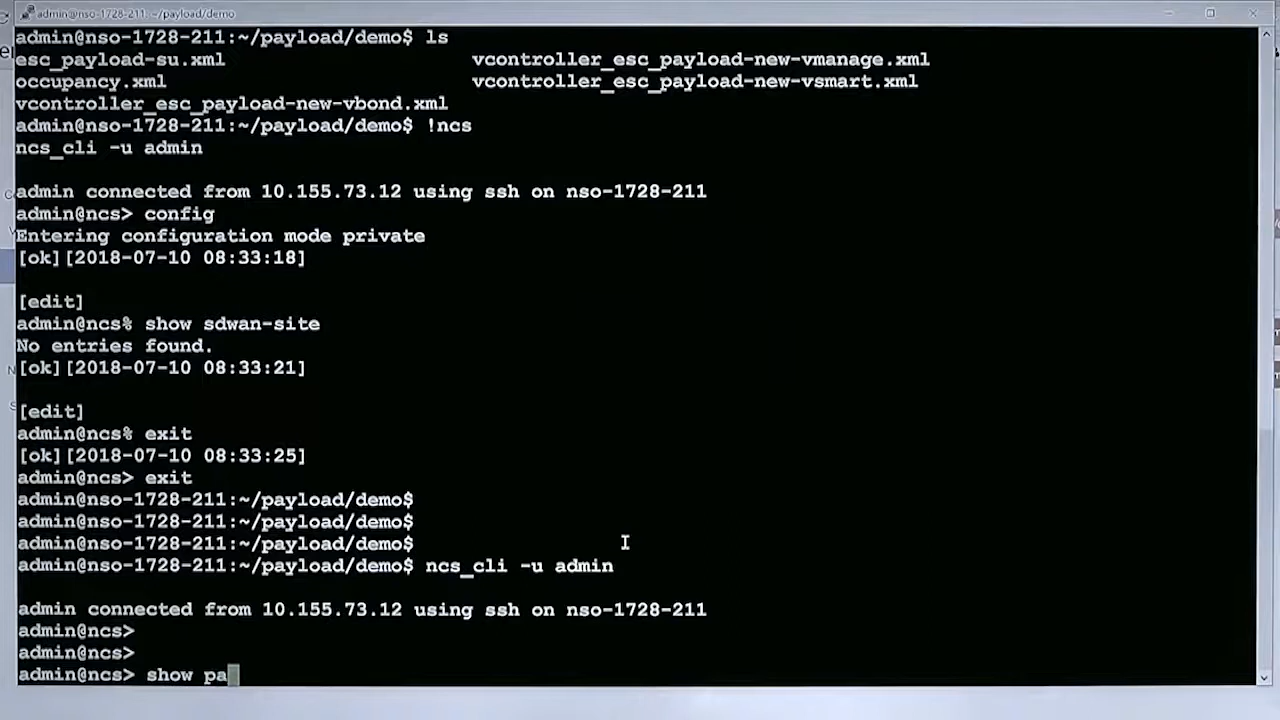 admin@nso-1728-211: ~/payload/demo
admin@nso-1728-211:~/payload/demo$ ls
esc_payload-su.xml vcontroller_esc_payload-new-vmanage.xml
occupancy.xml vcontroller_esc_payload-new-vsmart.xml
vcontroller_esc_payload-new-vbond.xml
admin@nso-1728-211:~/payload/demo$ !ncs
ncs_cli -u admin
admin connected from 10.155.73.12 using ssh on nso-1728-211
admin@ncs> config
Entering configuration mode private
[ok][2018-07-10 08:33:18]
[edit]
admin@ncs% show sdwan-site
No entries found.
[ok][2018-07-10 08:33:21]
[edit]
admin@ncs% exit
[ok][2018-07-10 08:33:25]
admin@ncs> exit
admin@nso-1728-211:~/payload/demo$
admin@nso-1728-211:~/payload/demo$
admin@nso-1728-211:~/payload/demo$
admin@nso-1728-211:~/payload/demo$ ncs_cli -u admin
admin connected from 10.155.73.12 using ssh on nso-1728-211
admin@ncs>
admin@ncs>
admin@ncs> show pa